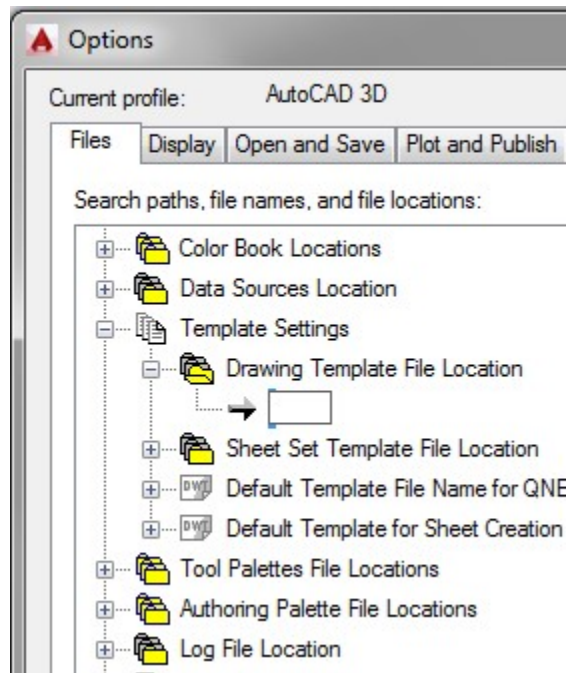 Options
Current profile: AutoCAD 3D
Files Display Open and Save Plot and Publish
Search paths, file names, and file locations:
Color Book Locations
Data Sources Location
Template Settings
Drawing Template File Location
Sheet Set Template File Location
Default Template File Name for QNE
Default Template for Sheet Creation
Tool Palettes File Locations
Authoring Palette File Locations
Log File Location